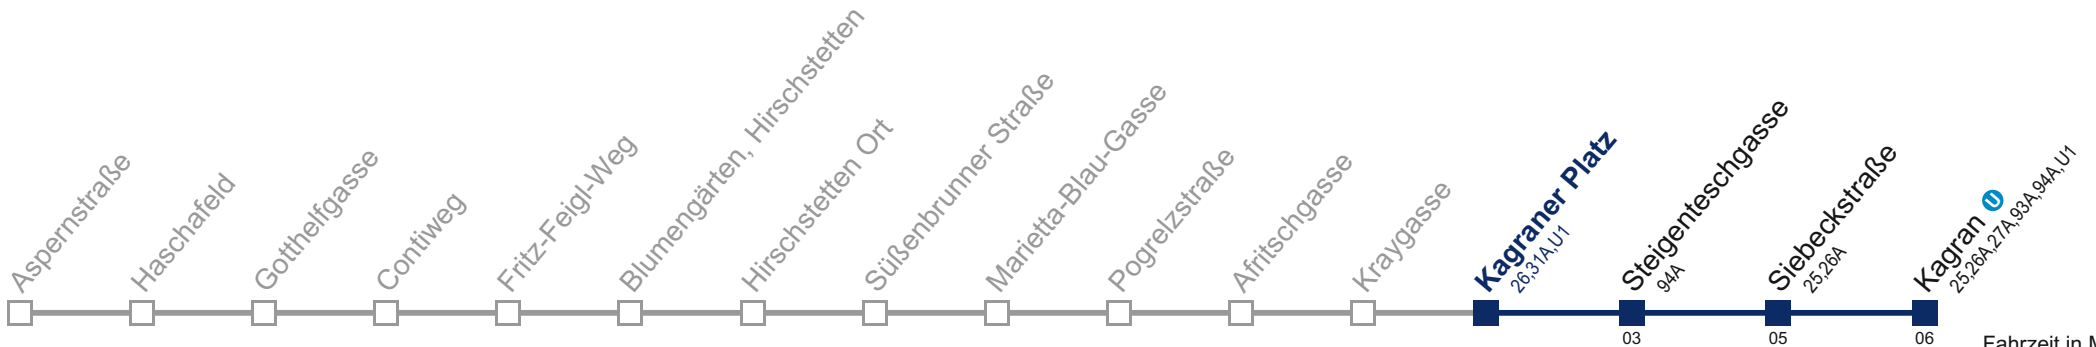 Aspernstraße
Haschafeld
Gotthelfgasse
Contiweg
Fritz-Feigl-Weg
Blumengärten, Hirschstetten
Hirschstetten Ort
Süßenbrunner Straße
Marietta-Blau-Gasse
Pogrelzstraße
Afritschgasse
Kraygasse
Kagraner Platz
26,31A,U1
Steigenteschgasse
94A
Siebeckstraße
25,26A
Kagran U
25,26A,27A,93A,94A,U1
03
05
06
Fahrzeit in